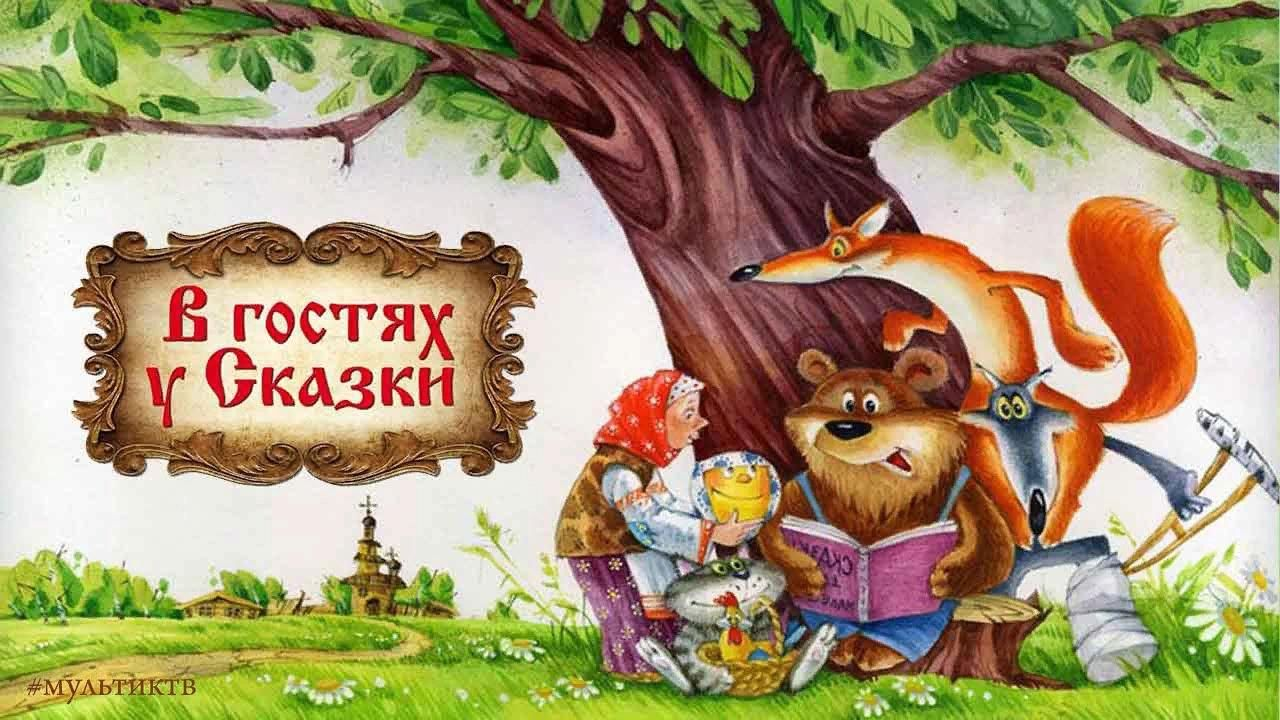 В гостях
у Сказки
#мультиктв